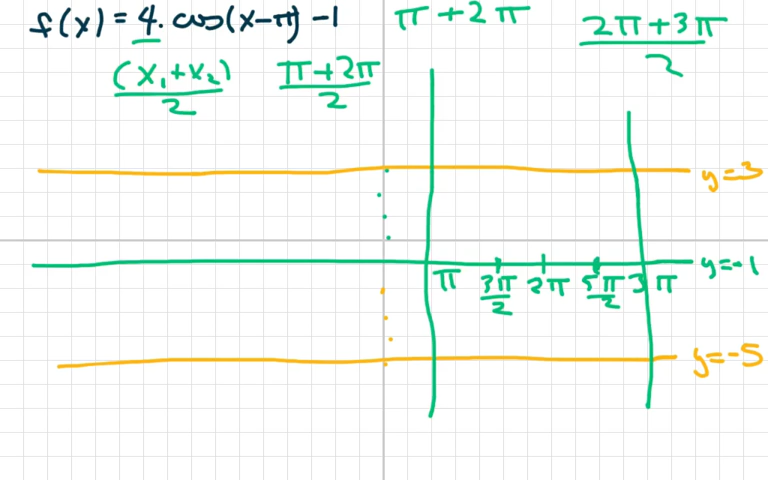 f(x) = 4. cos(x-π) -1
π + 2π
(2π+3π)/2
(x₁+x₂)/2
(π+2π)/2
y=3
y=-1
π 3π/2 2π 5π/2 3π
y=-5